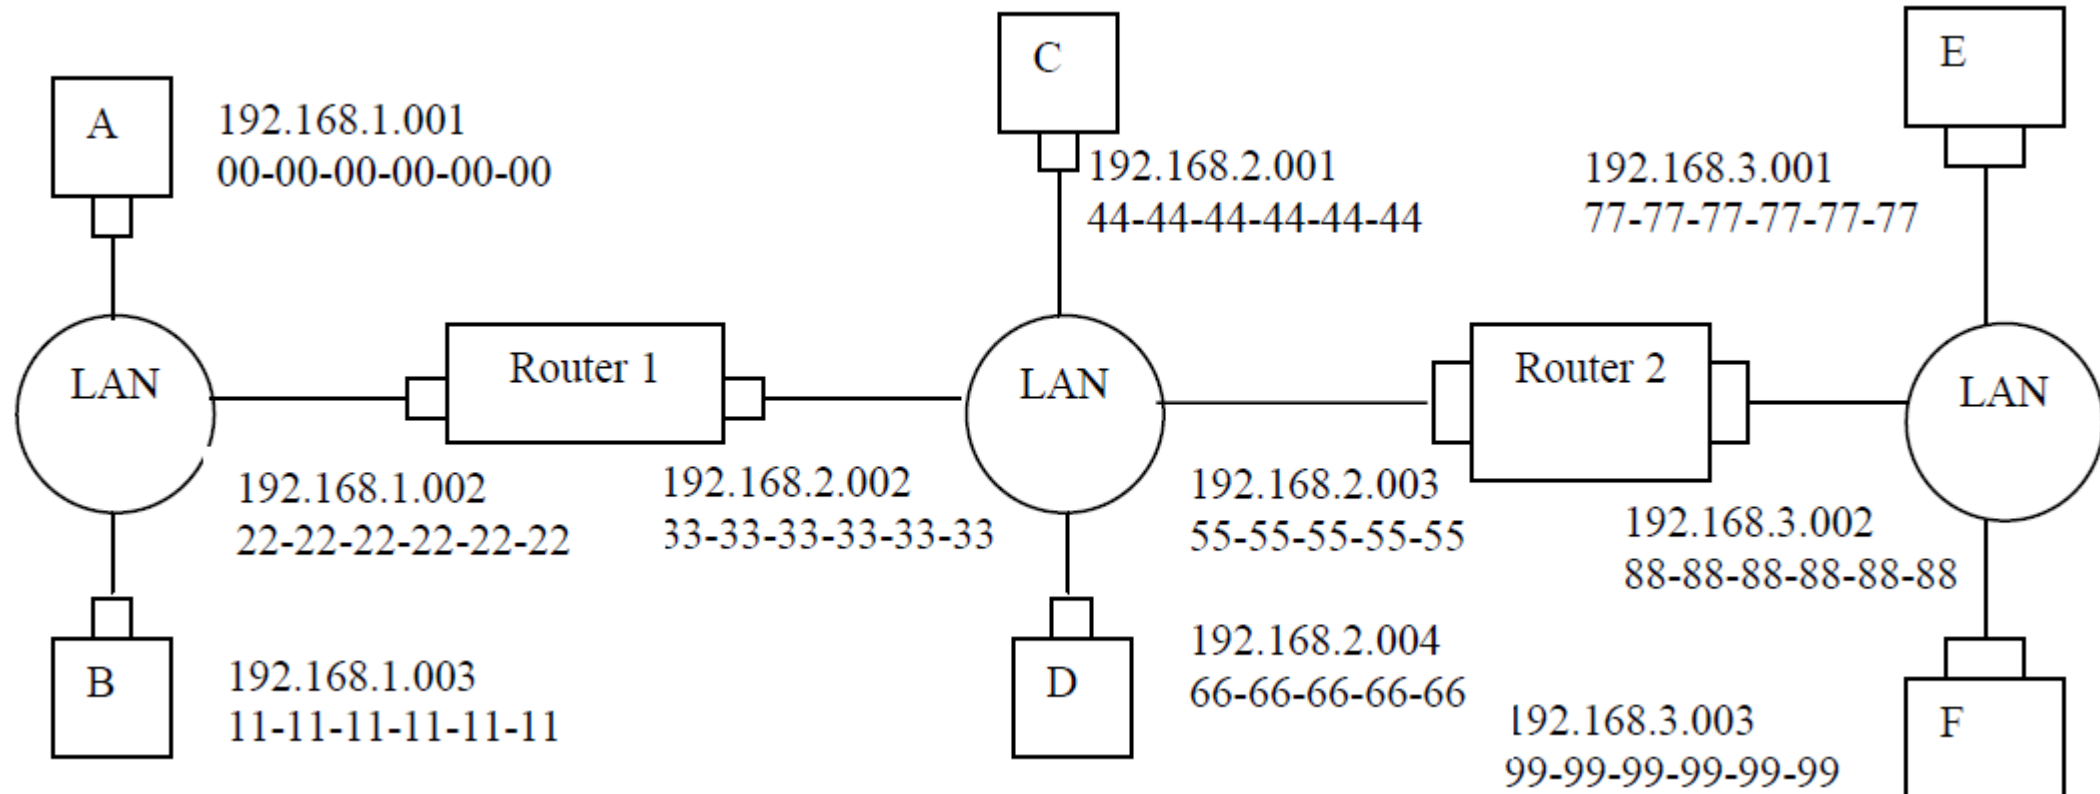 A
192.168.1.001
00-00-00-00-00-00
C
192.168.2.001
44-44-44-44-44-44
E
192.168.3.001
77-77-77-77-77-77
LAN
Router 1
LAN
Router 2
LAN
192.168.1.002
22-22-22-22-22-22
192.168.2.002
33-33-33-33-33-33
192.168.2.003
55-55-55-55-55
192.168.3.002
88-88-88-88-88-88
B
192.168.1.003
11-11-11-11-11-11
D
192.168.2.004
66-66-66-66-66
192.168.3.003
99-99-99-99-99-99
F